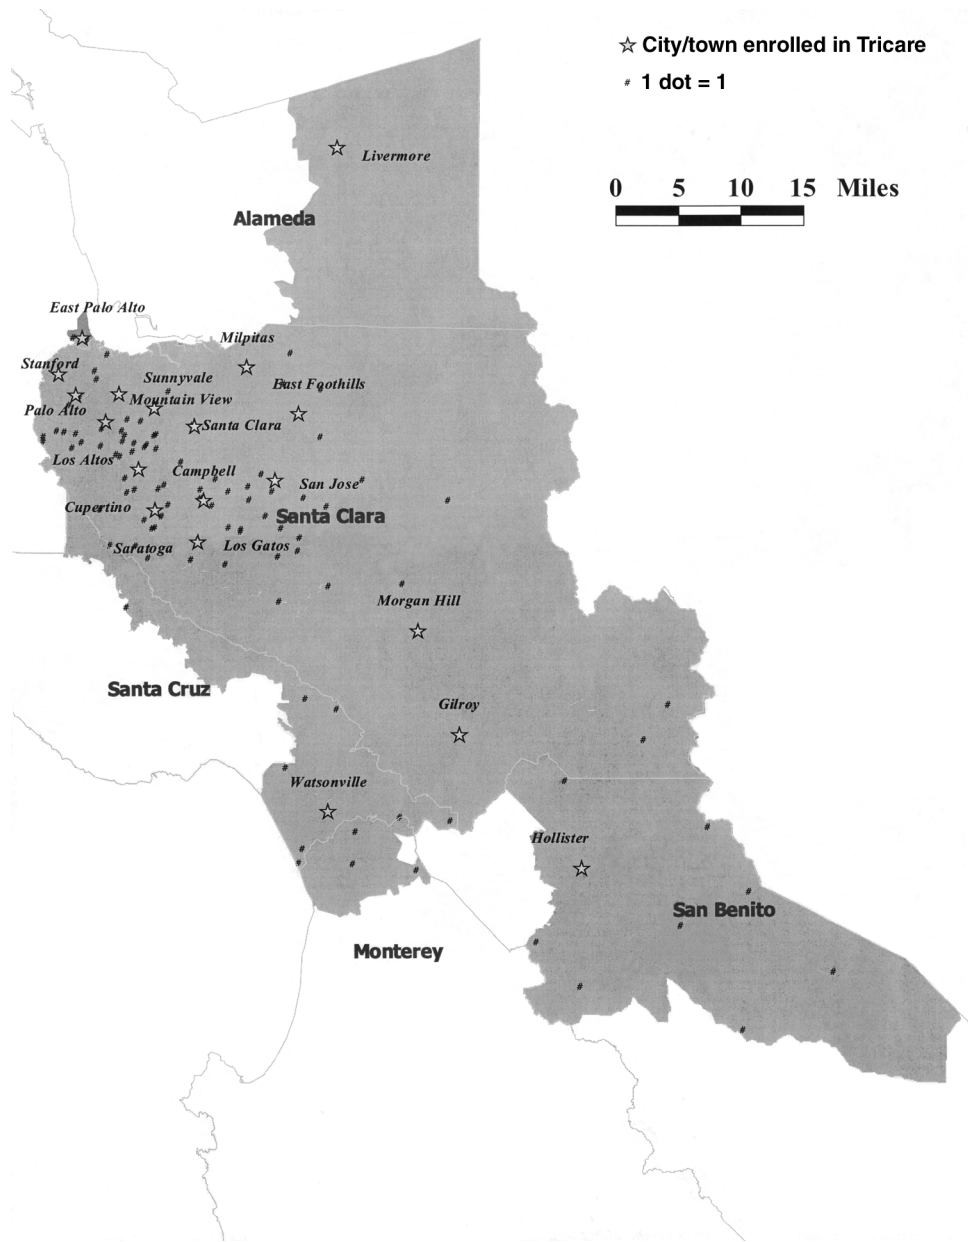 ☆ City/town enrolled in Tricare
# 1 dot = 1
0 5 10 15 Miles
Livermore
Alameda
East Palo Alto
Milpitas
Stanford
Sunnyvale
East Foothills
Mountain View
Palo Alto
Santa Clara
Los Altos
Campbell
San Jose
Cupertino
Santa Clara
Saratoga
Los Gatos
Morgan Hill
Santa Cruz
Gilroy
Watsonville
Hollister
San Benito
Monterey